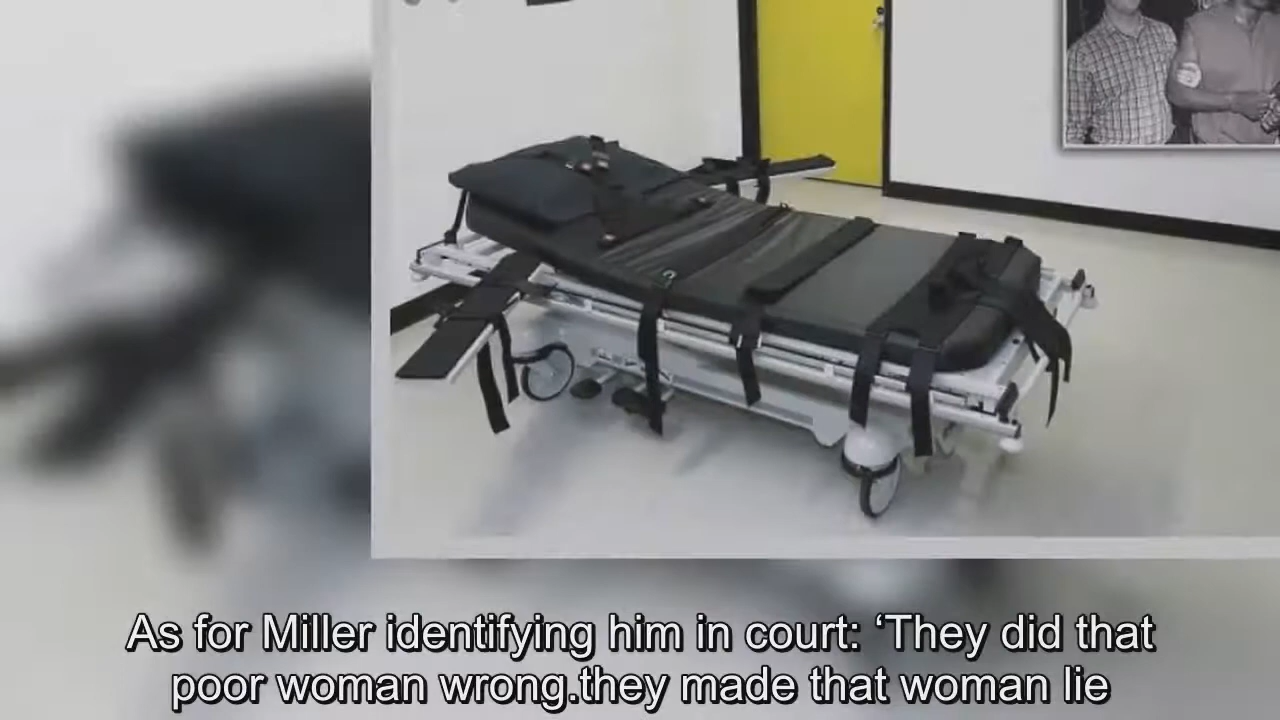 As for Miller identifying him in court: ‘They did that
poor woman wrong.they made that woman lie